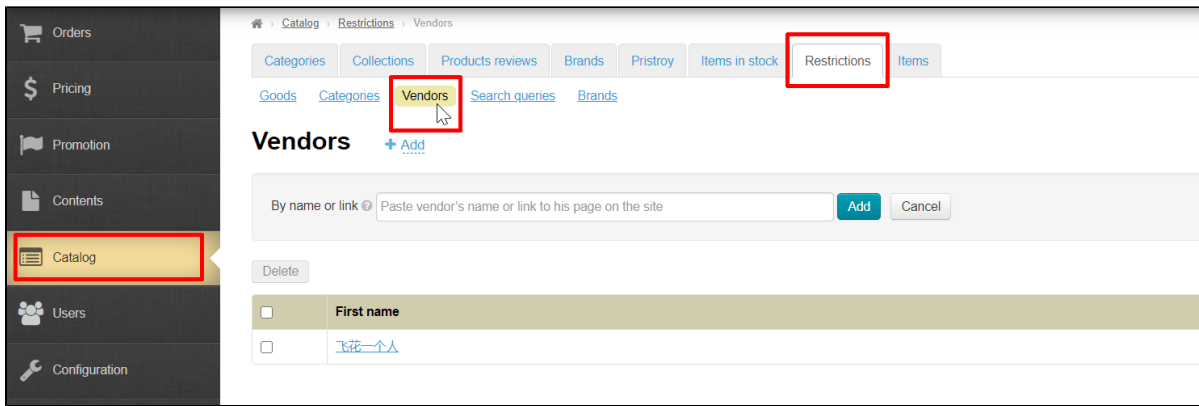 Orders
Pricing
Promotion
Contents
Catalog
Users
Configuration
Catalog Restrictions Vendors
Categories Collections Products reviews Brands Pristroy Items in stock Restrictions Items
Goods Categories Vendors Search queries Brands
Vendors + Add
By name or link ? Paste vendor's name or link to his page on the site Add Cancel
Delete
First name
飞花一个人